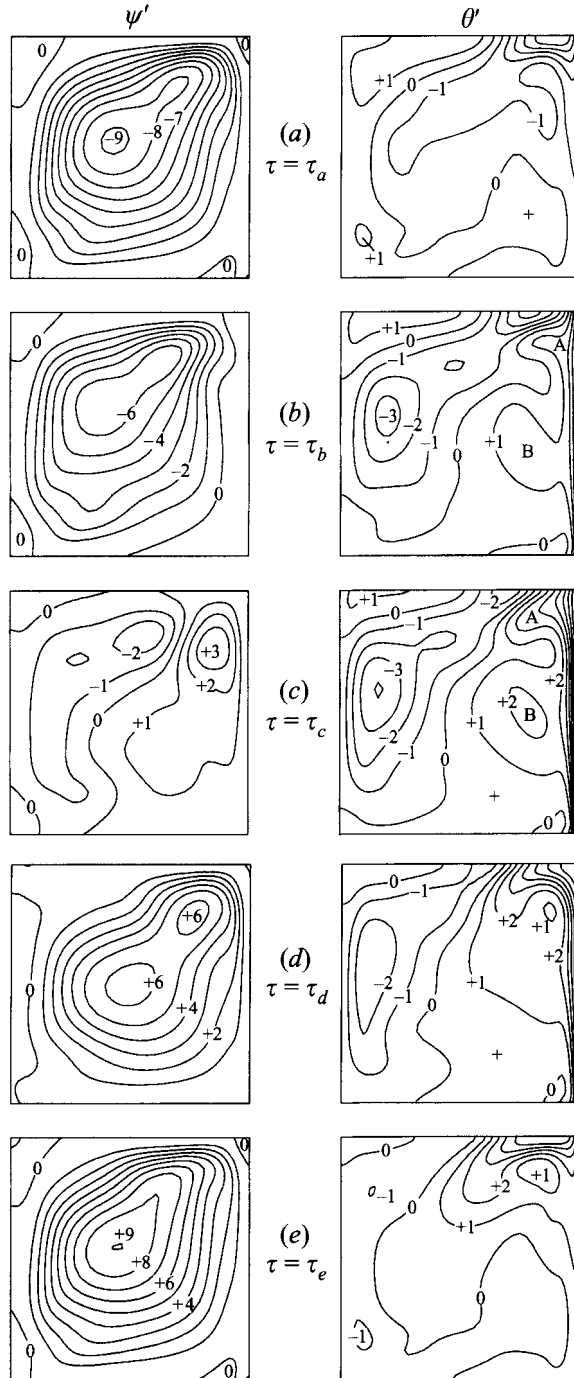 ψ′ θ′
0 0 −7 −8 −9 0 0
(a)
τ = τₐ
+1 0 −1 −1 0 + +1
0 −6 −4 −2 0 0
(b)
τ = τ_b
+1 0 −1 A −3 −2 −1 0 +1 B 0
0 −2 +3 −1 +2 0 +1 0
(c)
τ = τ_c
+1 0 −1 −2 A −3 +2 +2 B +1 −2 −1 0 + 0
+6 0 +6 +4 +2
(d)
τ = τ_d
0 −1 +2 +1 +2 −2 −1 0 +1 + 0
0 0 +9 +8 +6 +4 0
(e)
τ = τₑ
0 −1 0 +1 +2 +1 0 −1